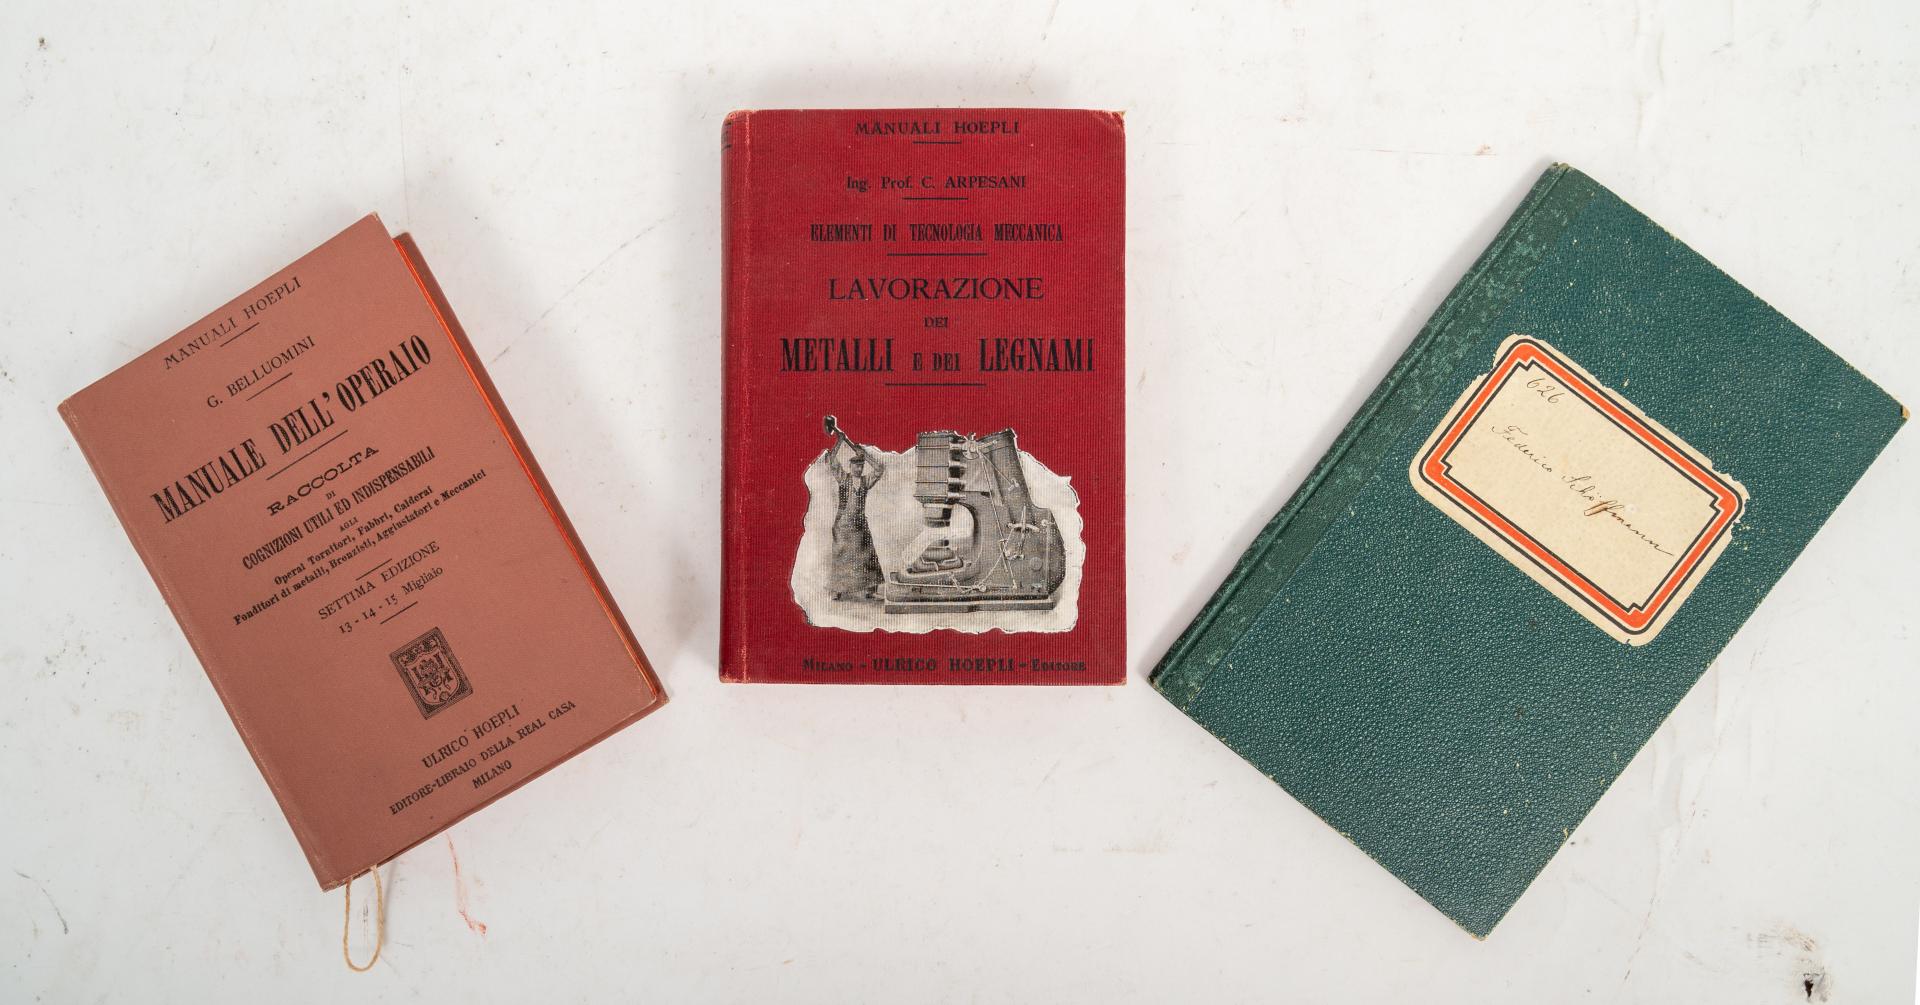 MANUALI HOEPLI
G. BELLUOMINI
MANUALE DELL' OPERAIO
RACCOLTA
DI
COGNIZIONI UTILI ED INDISPENSABILI
AGLI
Operai Tornitori, Fabbri, Calderai
Fonditori di metalli, Bronzisti, Aggiustatori e Meccanici
SETTIMA EDIZIONE
13 - 14 - 15 Migliaio
ULRICO HOEPLI
EDITORE-LIBRAIO DELLA REAL CASA
MILANO
MANUALI HOEPLI
Ing. Prof. C. ARPESANI
ELEMENTI DI TECNOLOGIA MECCANICA
LAVORAZIONE
DEI
METALLI E DEI LEGNAMI
MILANO - ULRICO HOEPLI - EDITORE
626
Federico Schöffmann